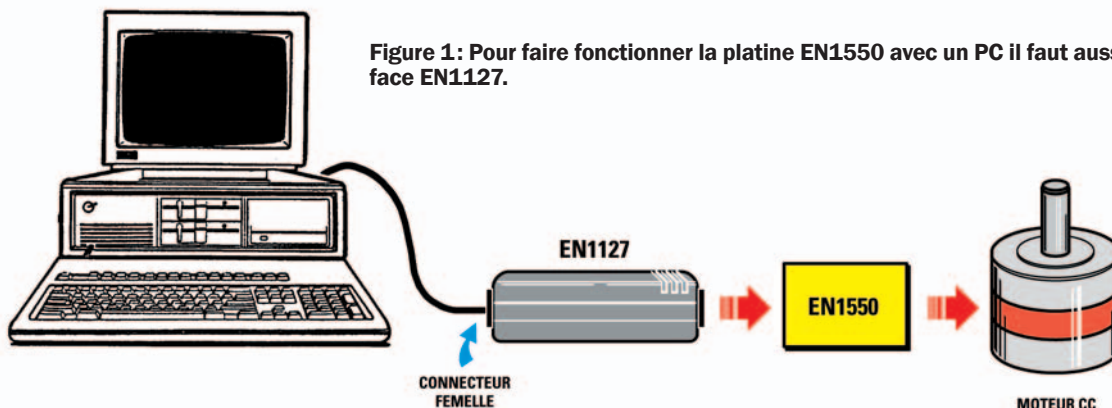 Figure 1: Pour faire fonctionner la platine EN1550 avec un PC il faut
face EN1127.
EN1127
EN1550
CONNECTEUR
FEMELLE
MOTEUR CC